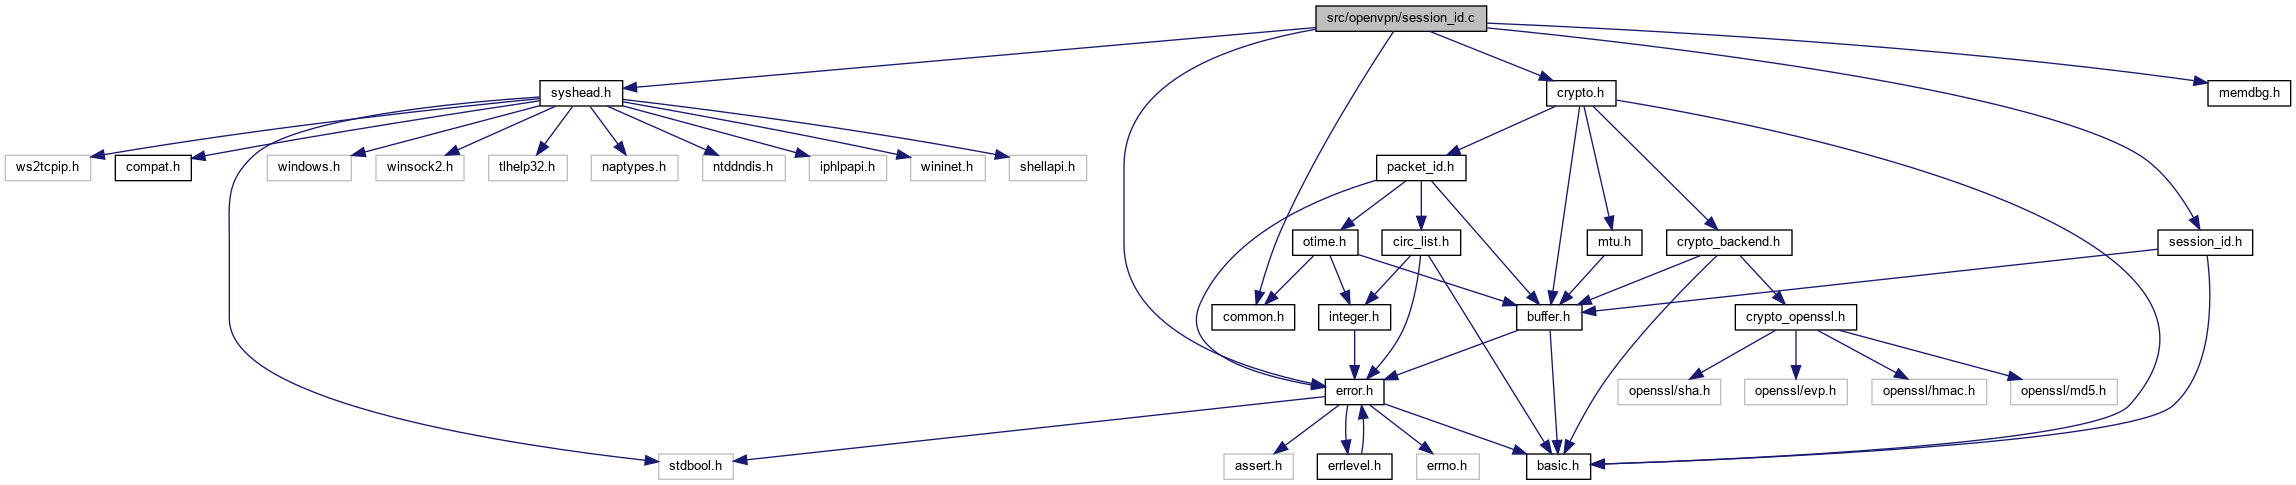 src/openvpn/session_id.c
syshead.h
crypto.h
memdbg.h
ws2tcpip.h
compat.h
windows.h
winsock2.h
tlhelp32.h
naptypes.h
ntddndis.h
iphlpapi.h
wininet.h
shellapi.h
packet_id.h
otime.h
circ_list.h
mtu.h
crypto_backend.h
session_id.h
common.h
integer.h
buffer.h
crypto_openssl.h
error.h
openssl/sha.h
openssl/evp.h
openssl/hmac.h
openssl/md5.h
stdbool.h
assert.h
errlevel.h
errno.h
basic.h